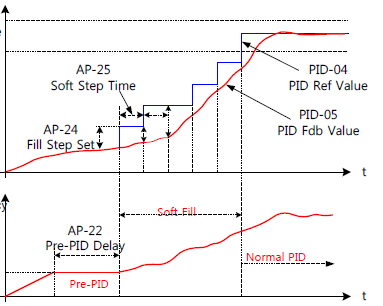 AP-25
Soft Step Time
PID-04
PID Ref Value
PID-05
PID Fdb Value
AP-24
Fill Step Set
t
AP-22
Pre-PID Delay
Soft Fill
Normal PID
Pre-PID
t